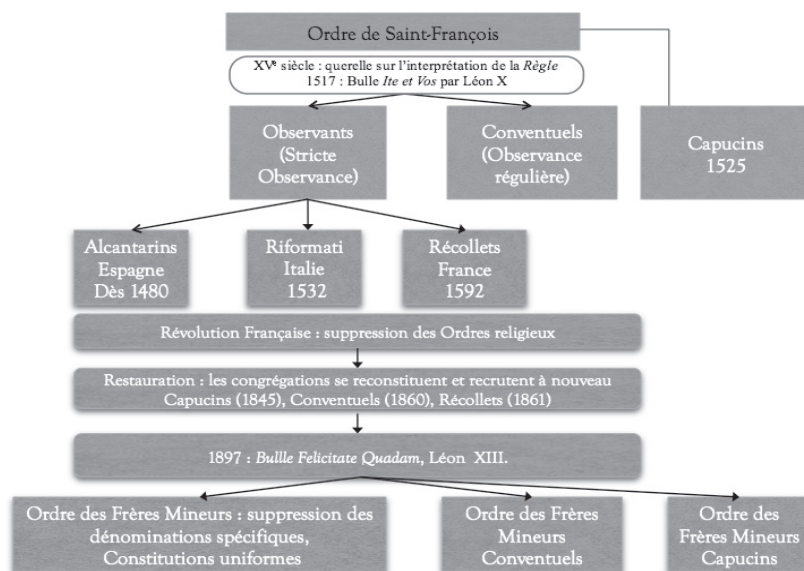 Ordre de Saint-François
XVe siècle : querelle sur l'interprétation de la Règle
1517 : Bulle Ite et Vos par Léon X
Observants
(Stricte
Observance)
Conventuels
(Observance
régulière)
Capucins
1525
Alcantarins
Espagne
Dès 1480
Riformati
Italie
1532
Récollets
France
1592
Révolution Française : suppression des Ordres religieux
Restauration : les congrégations se reconstituent et recrutent à nouveau
Capucins (1845), Conventuels (1860), Récollets (1861)
1897 : Bullle Felicitate Quadam, Léon XIII.
Ordre des Frères Mineurs : suppression des
dénominations spécifiques,
Constitutions uniformes
Ordre des Frères
Mineurs
Conventuels
Ordre des
Frères Mineurs
Capucins